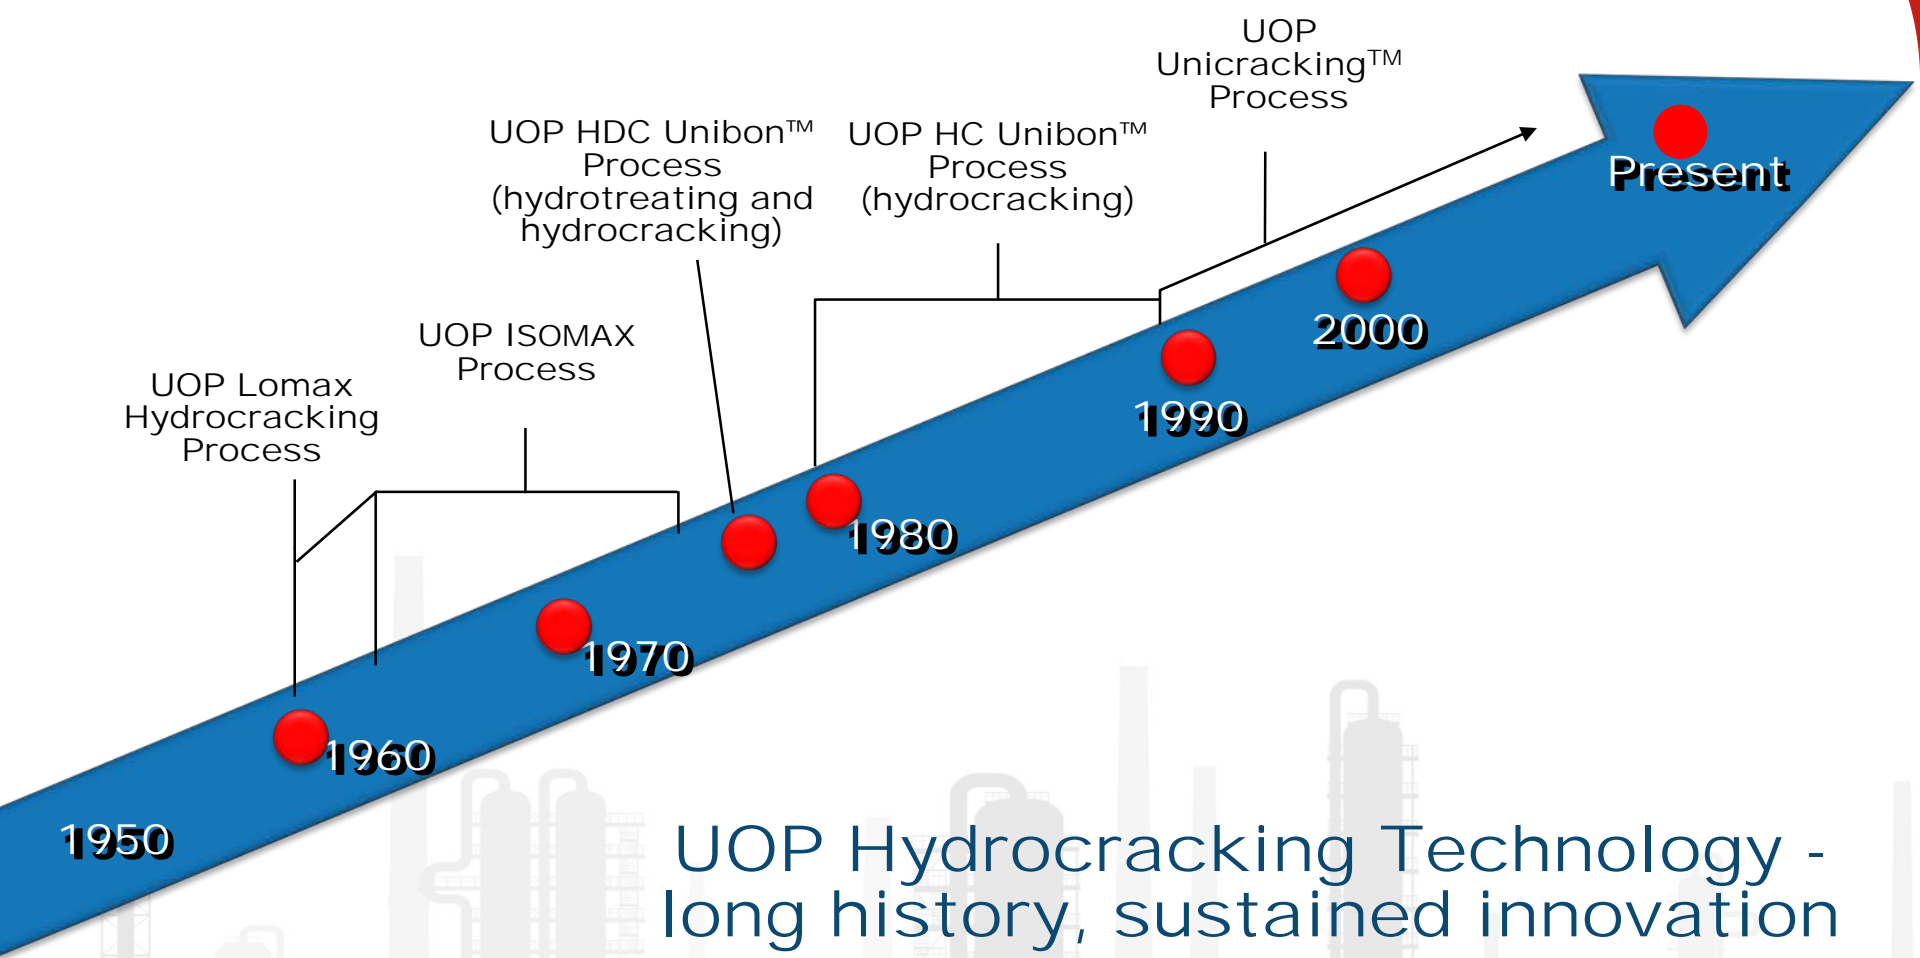 UOP
Unicracking™
Process
UOP HDC Unibon™
Process
(hydrotreating and
hydrocracking)
UOP HC Unibon™
Process
(hydrocracking)
UOP ISOMAX
Process
UOP Lomax
Hydrocracking
Process
Present
2000
1990
1980
1970
1960
1950
UOP Hydrocracking Technology -
long history, sustained innovation